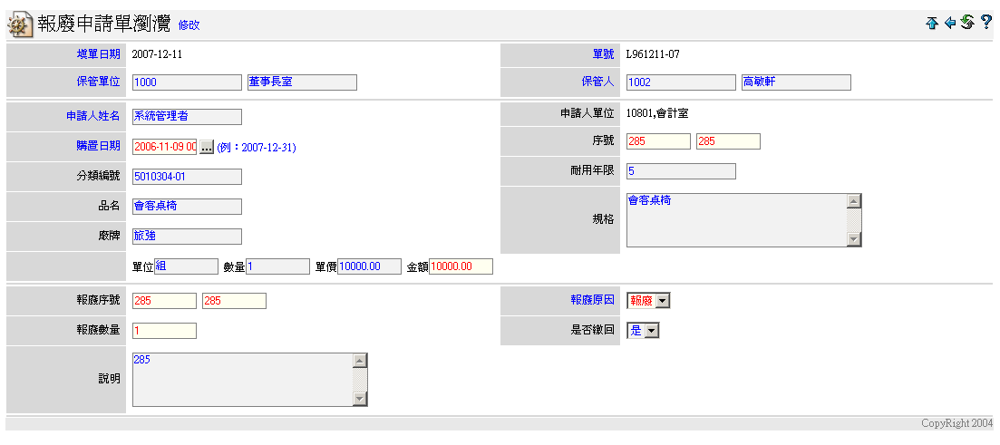 報廢申請單瀏灠 修改
填單日期 2007-12-11 單號 L961211-07
保管單位 1000 董事長室 保管人 1002 高敏軒
申請人姓名 系統管理者 申請人單位 10801,會計室
購置日期 2006-11-09 00 ... (例：2007-12-31) 序號 285 285
分類編號 5010304-01 耐用年限 5
品名 會客桌椅 規格 會客桌椅
廠牌 旅強
單位 組 數量 1 單價 10000.00 金額 10000.00
報廢序號 285 285 報廢原因 報廢
報廢數量 1 是否繳回 是
說明 285
CopyRight 2004